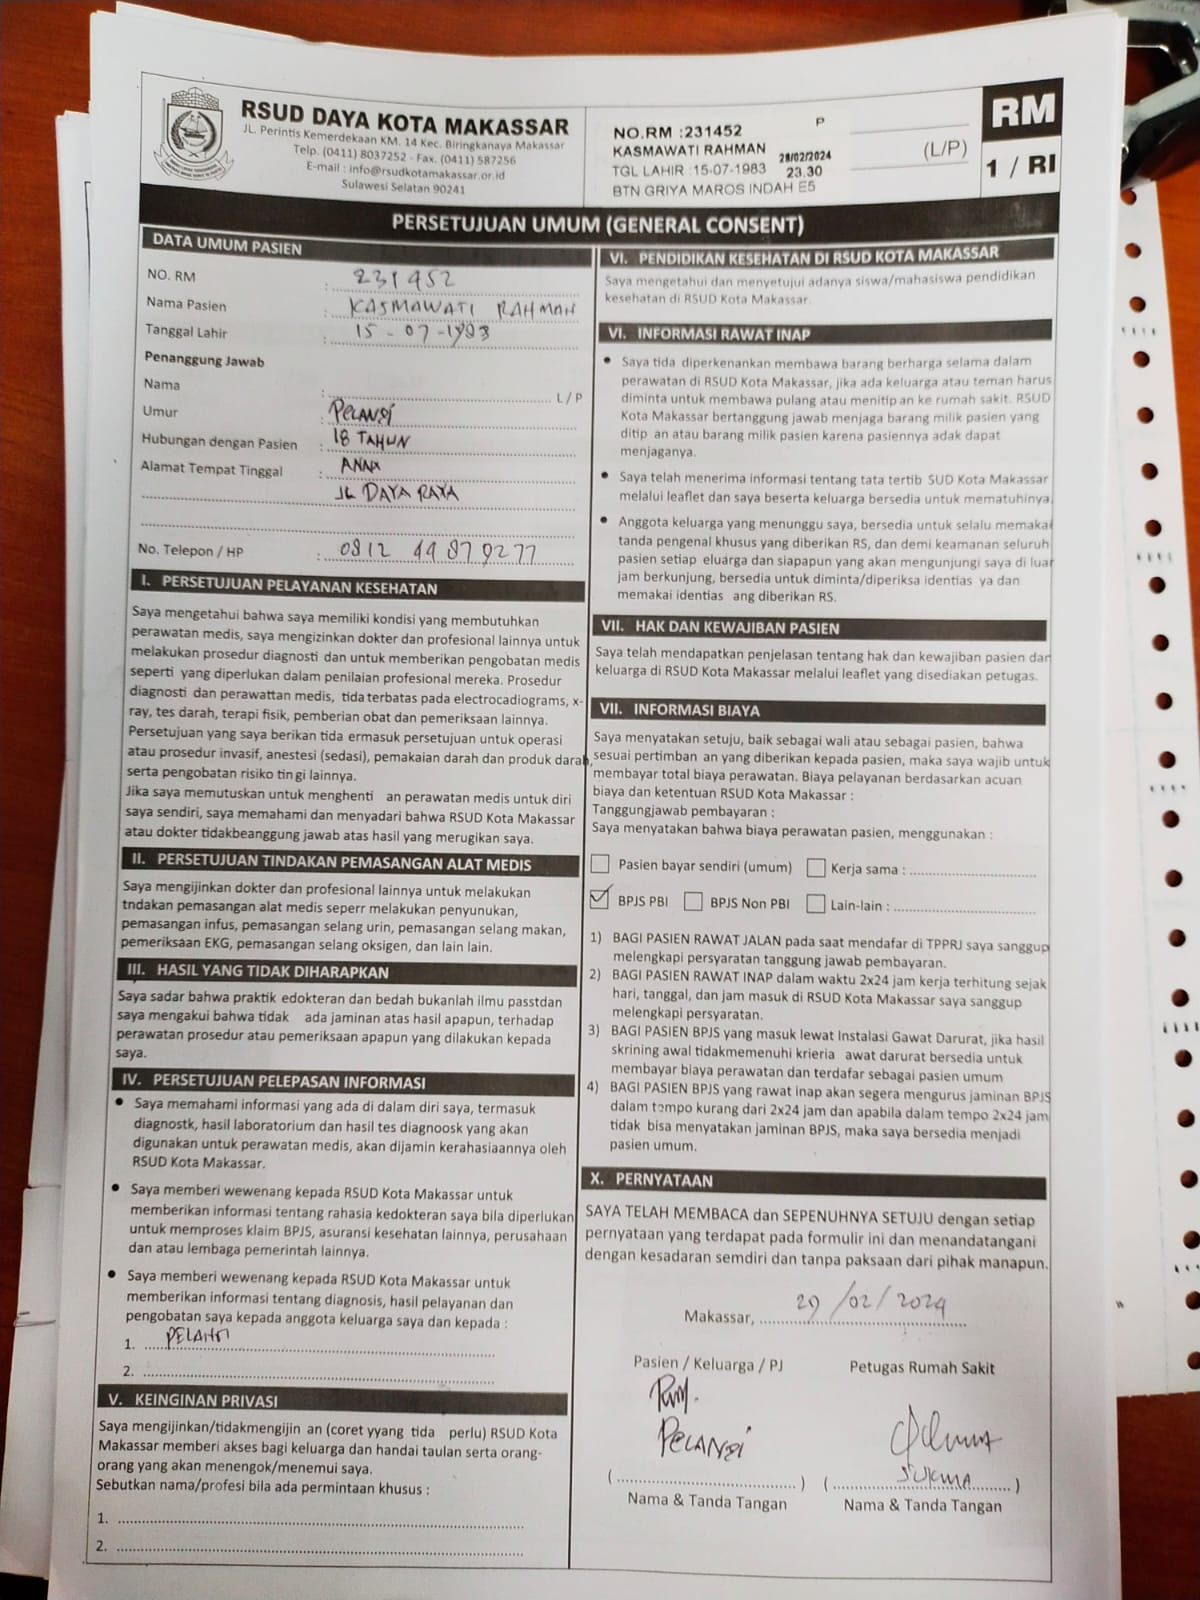 RSUD DAYA KOTA MAKASSAR
JL. Perintis Kemerdekaan KM. 14 Kec. Biringkanaya Makassar
Telp. (0411) 8037252 - Fax. (0411) 587256
E-mail : info@rsudkotamakassar.or.id
Sulawesi Selatan 90241
NO.RM :231452 P
KASMAWATI RAHMAN
TGL LAHIR :15-07-1983
28/02/2024
23.30
BTN GRIYA MAROS INDAH E5
(L/P)
RM
1 / RI
PERSETUJUAN UMUM (GENERAL CONSENT)
DATA UMUM PASIEN
NO. RM : 231452
Nama Pasien : KASMAWATI RAHMAN
Tanggal Lahir : 15 - 07 - 1983
Penanggung Jawab
Nama : L / P
Umur : PELANSI
Hubungan dengan Pasien : 18 TAHUN
Alamat Tempat Tinggal : ANAK
JL DAYA RAYA
No. Telepon / HP : 0812 44879277
I. PERSETUJUAN PELAYANAN KESEHATAN
Saya mengetahui bahwa saya memiliki kondisi yang membutuhkan
perawatan medis, saya mengizinkan dokter dan profesional lainnya untuk
melakukan prosedur diagnosti dan untuk memberikan pengobatan medis
seperti yang diperlukan dalam penilaian profesional mereka. Prosedur
diagnosti dan perawattan medis, tidaterbatas pada electrocadiograms, x-
ray, tes darah, terapi fisik, pemberian obat dan pemeriksaan lainnya.
Persetujuan yang saya berikan tida ermasuk persetujuan untuk operasi
atau prosedur invasif, anestesi (sedasi), pemakaian darah dan produk darah,
serta pengobatan risiko tin gi lainnya.
Jika saya memutuskan untuk menghenti an perawatan medis untuk diri
saya sendiri, saya memahami dan menyadari bahwa RSUD Kota Makassar
atau dokter tidakbeanggung jawab atas hasil yang merugikan saya.
II. PERSETUJUAN TINDAKAN PEMASANGAN ALAT MEDIS
Saya mengijinkan dokter dan profesional lainnya untuk melakukan
tndakan pemasangan alat medis seperr melakukan penyunukan,
pemasangan infus, pemasangan selang urin, pemasangan selang makan,
pemeriksaan EKG, pemasangan selang oksigen, dan lain lain.
III. HASIL YANG TIDAK DIHARAPKAN
Saya sadar bahwa praktik edokteran dan bedah bukanlah ilmu passtdan
saya mengakui bahwa tidak ada jaminan atas hasil apapun, terhadap
perawatan prosedur atau pemeriksaan apapun yang dilakukan kepada
saya.
IV. PERSETUJUAN PELEPASAN INFORMASI
• Saya memahami informasi yang ada di dalam diri saya, termasuk
diagnostk, hasil laboratorium dan hasil tes diagnoosk yang akan
digunakan untuk perawatan medis, akan dijamin kerahasiaannya oleh
RSUD Kota Makassar.
• Saya memberi wewenang kepada RSUD Kota Makassar untuk
memberikan informasi tentang rahasia kedokteran saya bila diperlukan
untuk memproses klaim BPJS, asuransi kesehatan lainnya, perusahaan
dan atau lembaga pemerintah lainnya.
• Saya memberi wewenang kepada RSUD Kota Makassar untuk
memberikan informasi tentang diagnosis, hasil pelayanan dan
pengobatan saya kepada anggota keluarga saya dan kepada :
1. PELANSI
2.
V. KEINGINAN PRIVASI
Saya mengijinkan/tidakmengijin an (coret yyang tida perlu) RSUD Kota
Makassar memberi akses bagi keluarga dan handai taulan serta orang-
orang yang akan menengok/menemui saya.
Sebutkan nama/profesi bila ada permintaan khusus :
1.
2.
VI. PENDIDIKAN KESEHATAN DI RSUD KOTA MAKASSAR
Saya mengetahui dan menyetujui adanya siswa/mahasiswa pendidikan
kesehatan di RSUD Kota Makassar.
VI. INFORMASI RAWAT INAP
• Saya tida diperkenankan membawa barang berharga selama dalam
perawatan di RSUD Kota Makassar, jika ada keluarga atau teman harus
diminta untuk membawa pulang atau menitip an ke rumah sakit. RSUD
Kota Makassar bertanggung jawab menjaga barang milik pasien yang
ditip an atau barang milik pasien karena pasiennya adak dapat
menjaganya.
• Saya telah menerima informasi tentang tata tertib SUD Kota Makassar
melalui leaflet dan saya beserta keluarga bersedia untuk mematuhinya.
• Anggota keluarga yang menunggu saya, bersedia untuk selalu memakai
tanda pengenal khusus yang diberikan RS, dan demi keamanan seluruh
pasien setiap eluarga dan siapapun yang akan mengunjungi saya di luar
jam berkunjung, bersedia untuk diminta/diperiksa identias ya dan
memakai identias ang diberikan RS.
VII. HAK DAN KEWAJIBAN PASIEN
Saya telah mendapatkan penjelasan tentang hak dan kewajiban pasien dan
keluarga di RSUD Kota Makassar melalui leaflet yang disediakan petugas.
VII. INFORMASI BIAYA
Saya menyatakan setuju, baik sebagai wali atau sebagai pasien, bahwa
sesuai pertimban an yang diberikan kepada pasien, maka saya wajib untuk
membayar total biaya perawatan. Biaya pelayanan berdasarkan acuan
biaya dan ketentuan RSUD Kota Makassar :
Tanggungjawab pembayaran :
Saya menyatakan bahwa biaya perawatan pasien, menggunakan :
Pasien bayar sendiri (umum) Kerja sama :
BPJS PBI BPJS Non PBI Lain-lain :
1) BAGI PASIEN RAWAT JALAN pada saat mendafar di TPPRJ saya sanggup
melengkapi persyaratan tanggung jawab pembayaran.
2) BAGI PASIEN RAWAT INAP dalam waktu 2x24 jam kerja terhitung sejak
hari, tanggal, dan jam masuk di RSUD Kota Makassar saya sanggup
melengkapi persyaratan.
3) BAGI PASIEN BPJS yang masuk lewat Instalasi Gawat Darurat, jika hasil
skrining awal tidakmemenuhi krieria awat darurat bersedia untuk
membayar biaya perawatan dan terdafar sebagai pasien umum
4) BAGI PASIEN BPJS yang rawat inap akan segera mengurus jaminan BPJS
dalam tempo kurang dari 2x24 jam dan apabila dalam tempo 2x24 jam
tidak bisa menyatakan jaminan BPJS, maka saya bersedia menjadi
pasien umum.
X. PERNYATAAN
SAYA TELAH MEMBACA dan SEPENUHNYA SETUJU dengan setiap
pernyataan yang terdapat pada formulir ini dan menandatangani
dengan kesadaran semdiri dan tanpa paksaan dari pihak manapun.
Makassar, 29/02/2024
Pasien / Keluarga / PJ Petugas Rumah Sakit
PELANSI
SUKMA
Nama & Tanda Tangan Nama & Tanda Tangan